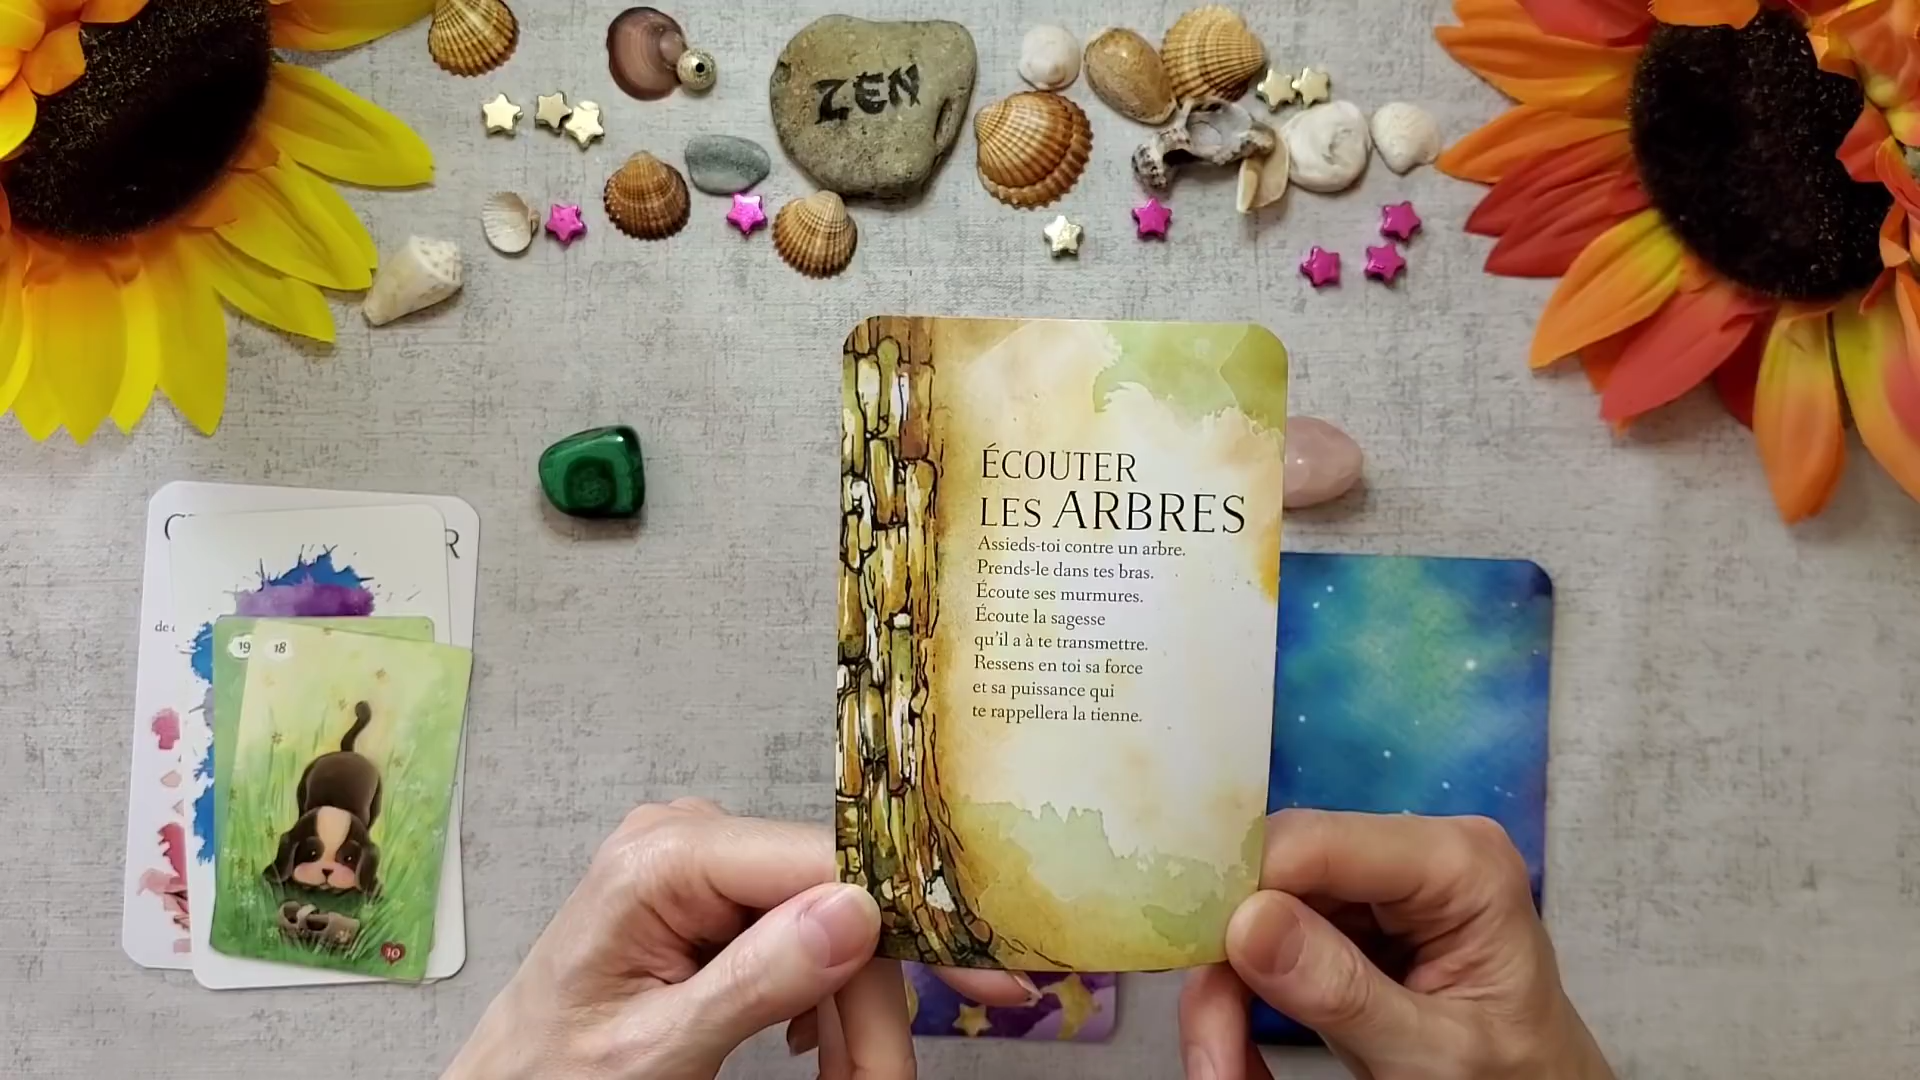 ZEN
ÉCOUTER
LES ARBRES
Assieds-toi contre un arbre.
Prends-le dans tes bras.
Écoute ses murmures.
Écoute la sagesse
qu'il a à te transmettre.
Ressens en toi sa force
et sa puissance qui
te rappellera la tienne.
C R
de
19 18
10